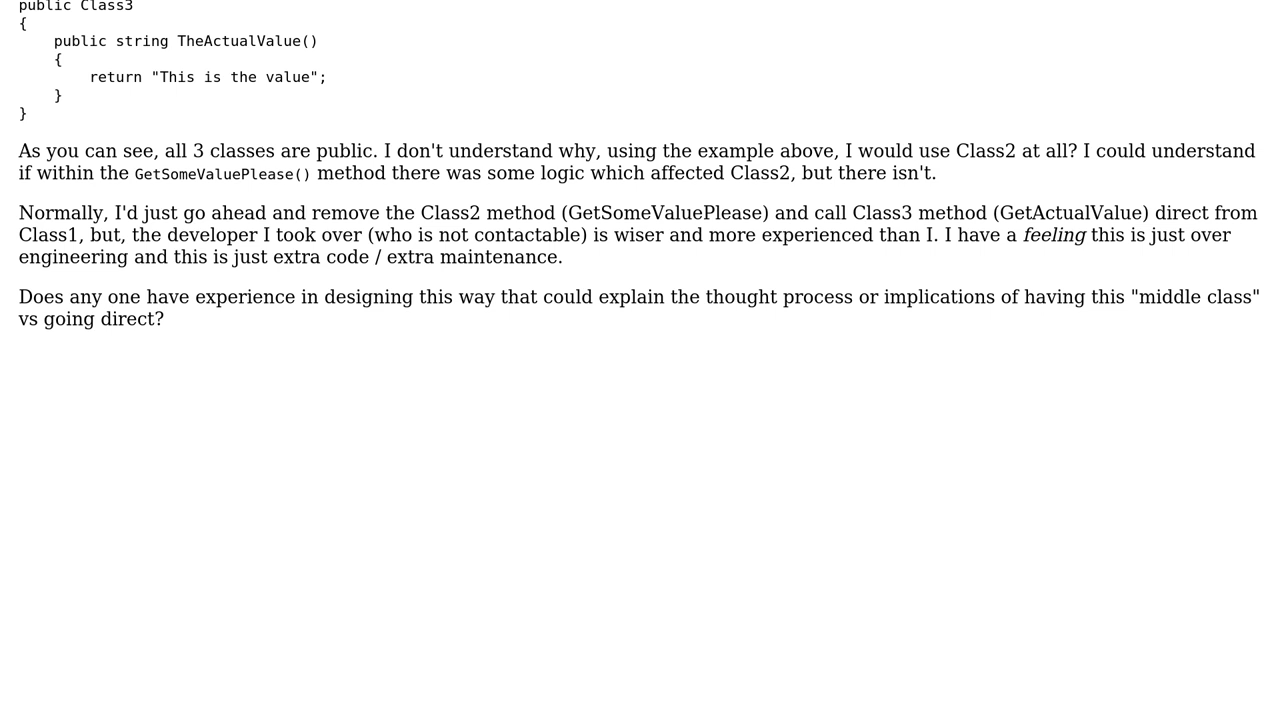 public Class3
{
    public string TheActualValue()
    {
        return "This is the value";
    }
}
As you can see, all 3 classes are public. I don't understand why, using the example above, I would use Class2 at all? I could understand
if within the GetSomeValuePlease() method there was some logic which affected Class2, but there isn't.
Normally, I'd just go ahead and remove the Class2 method (GetSomeValuePlease) and call Class3 method (GetActualValue) direct from
Class1, but, the developer I took over (who is not contactable) is wiser and more experienced than I. I have a feeling this is just over
engineering and this is just extra code / extra maintenance.
Does any one have experience in designing this way that could explain the thought process or implications of having this "middle class"
vs going direct?